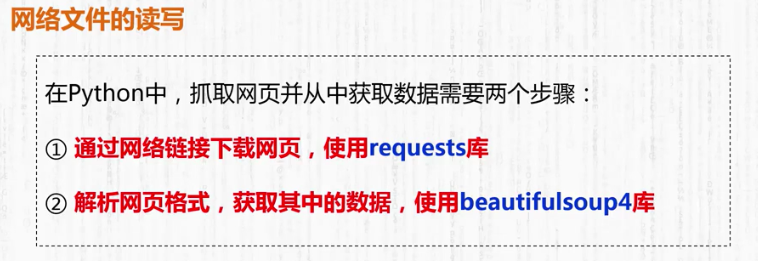 网络文件的读写
在Python中，抓取网页并从中获取数据需要两个步骤：
① 通过网络链接下载网页，使用requests库
② 解析网页格式，获取其中的数据，使用beautifulsoup4库